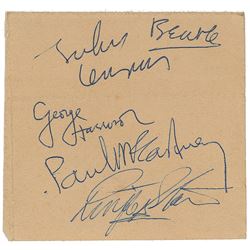 John BEATLE
Lennon
George
Harrison
Paul McCartney
Ringo Starr